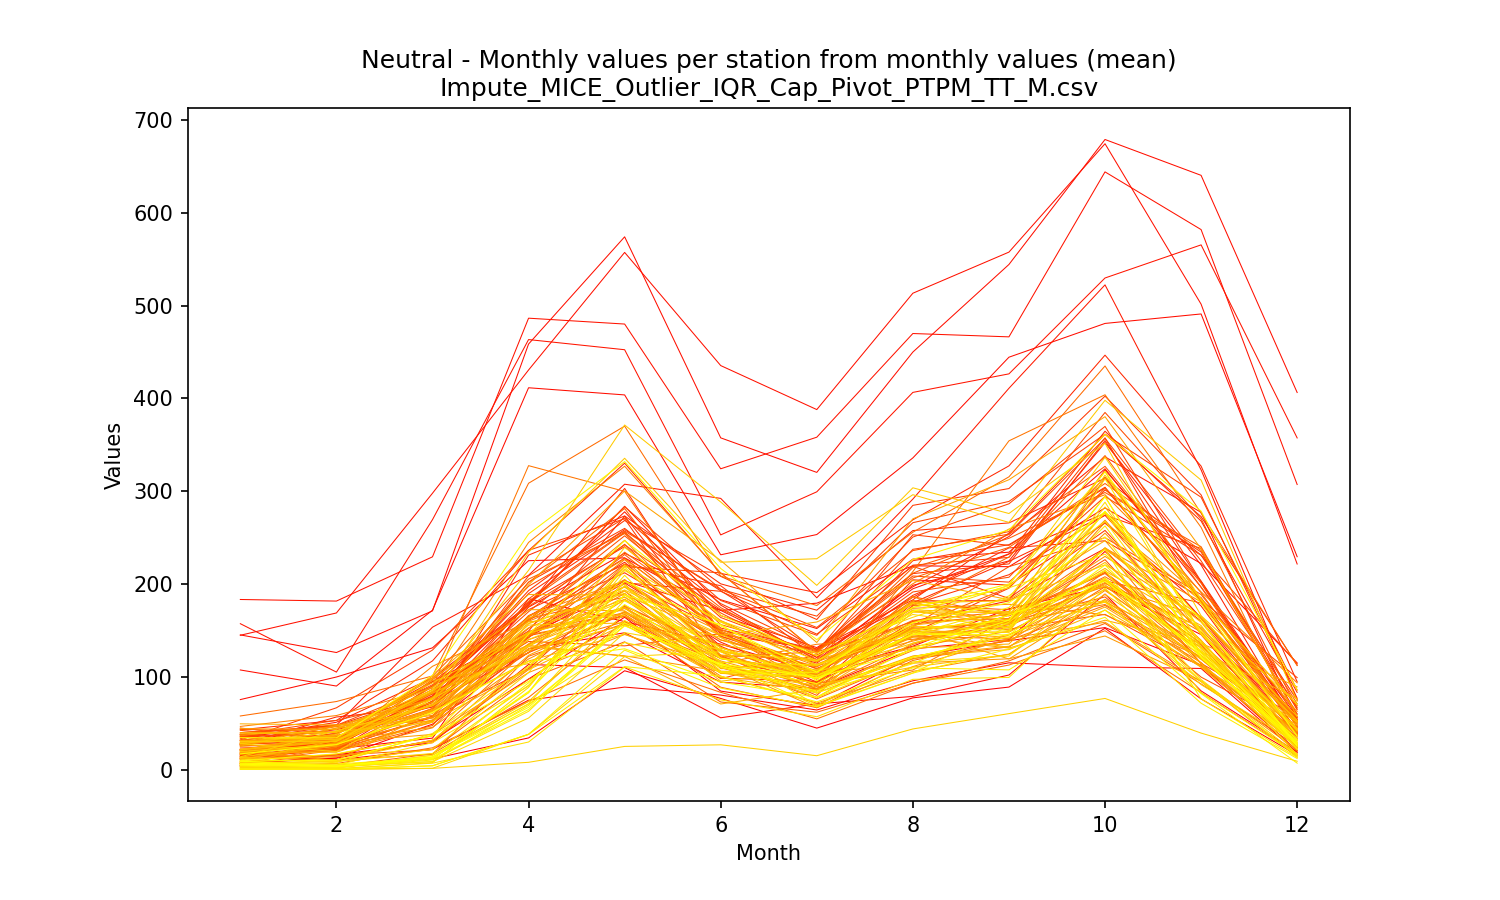 Neutral - Monthly values per station from monthly values (mean)
Impute_MICE_Outlier_IQR_Cap_Pivot_PTPM_TT_M.csv
700
600
500
400
300
200
100
0
Values
2 4 6 8 10 12
Month